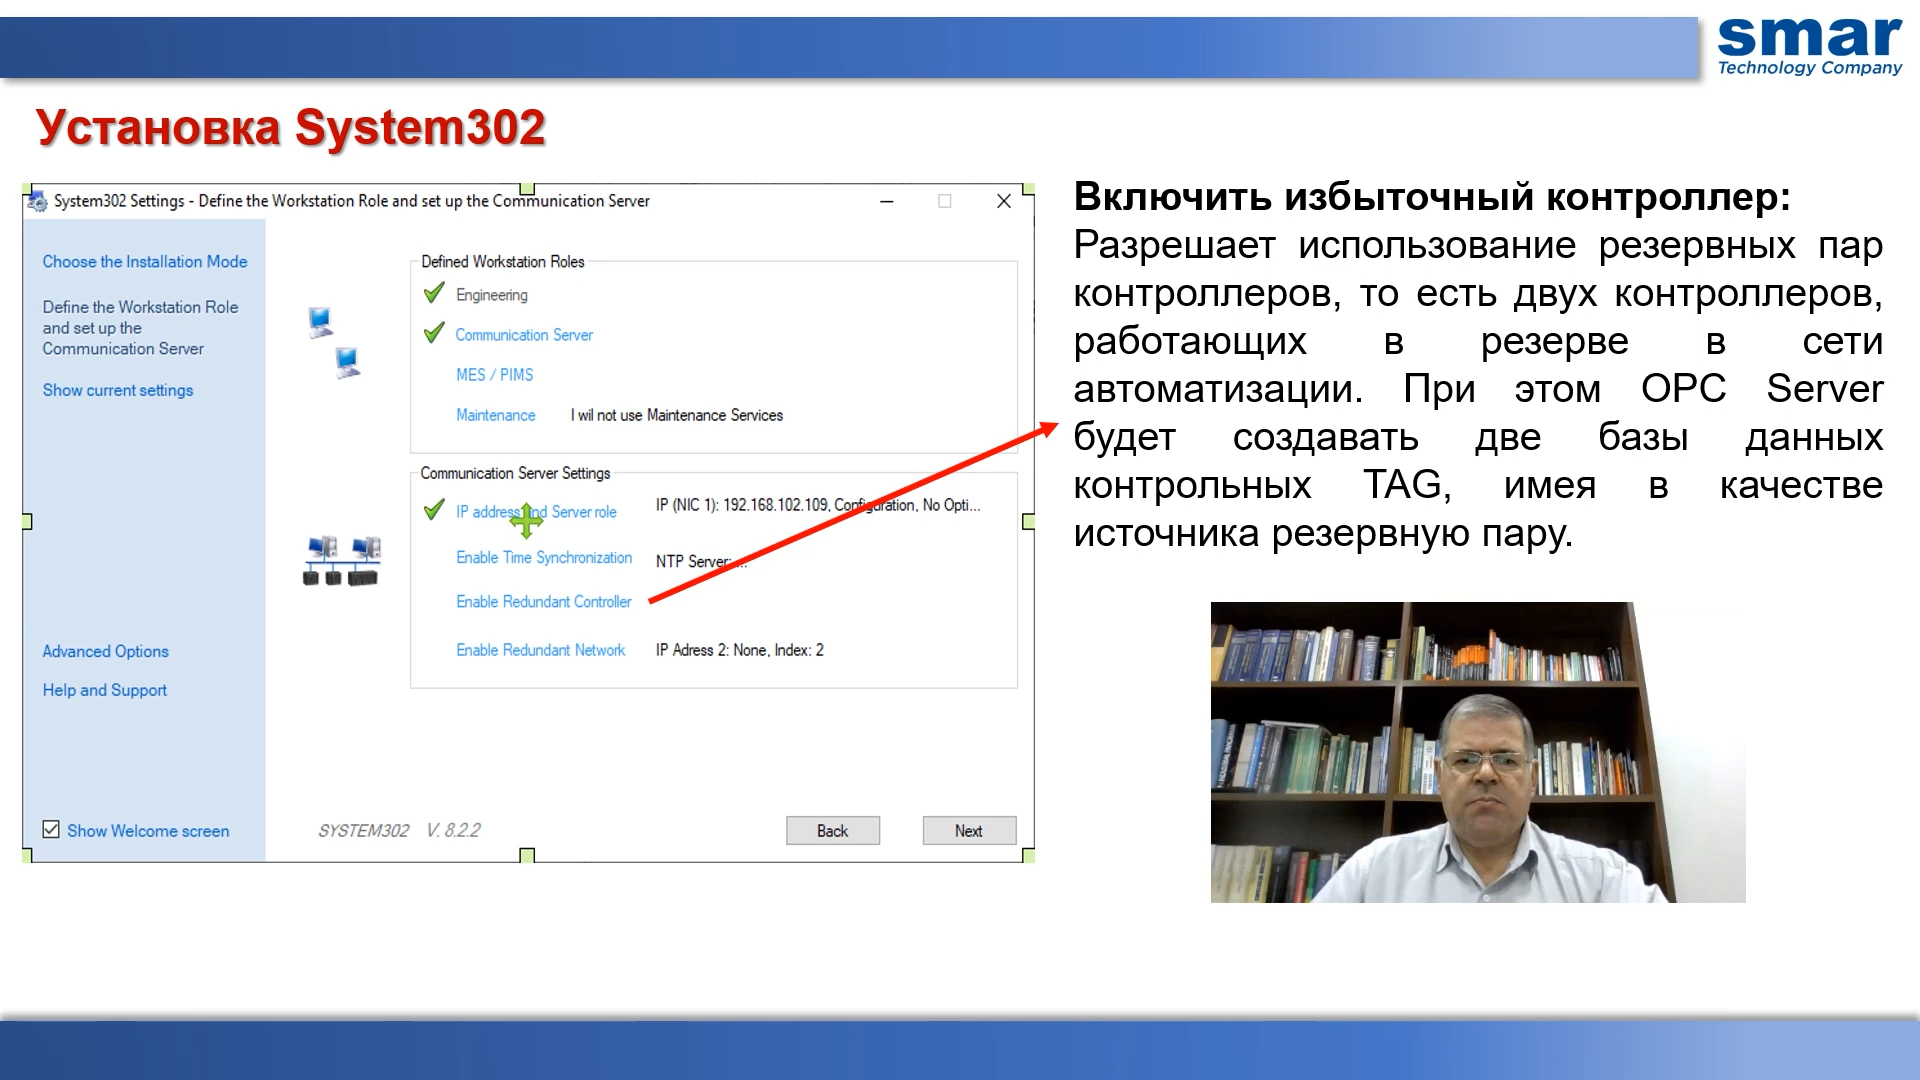 smar
Technology Company
Установка System302
System302 Settings - Define the Workstation Role and set up the Communication Server
Choose the Installation Mode
Define the Workstation Role
and set up the
Communication Server
Show current settings
Advanced Options
Help and Support
Show Welcome screen
Defined Workstation Roles
Engineering
Communication Server
MES / PIMS
Maintenance I wil not use Maintenance Services
Communication Server Settings
IP address and Server role IP (NIC 1): 192.168.102.109, Configuration, No Opti...
Enable Time Synchronization NTP Server: ...
Enable Redundant Controller
Enable Redundant Network IP Adress 2: None, Index: 2
SYSTEM302 V. 8.2.2
Back Next
Включить избыточный контроллер:
Разрешает использование резервных пар
контроллеров, то есть двух контроллеров,
работающих в резерве в сети
автоматизации. При этом OPC Server
будет создавать две базы данных
контрольных TAG, имея в качестве
источника резервную пару.